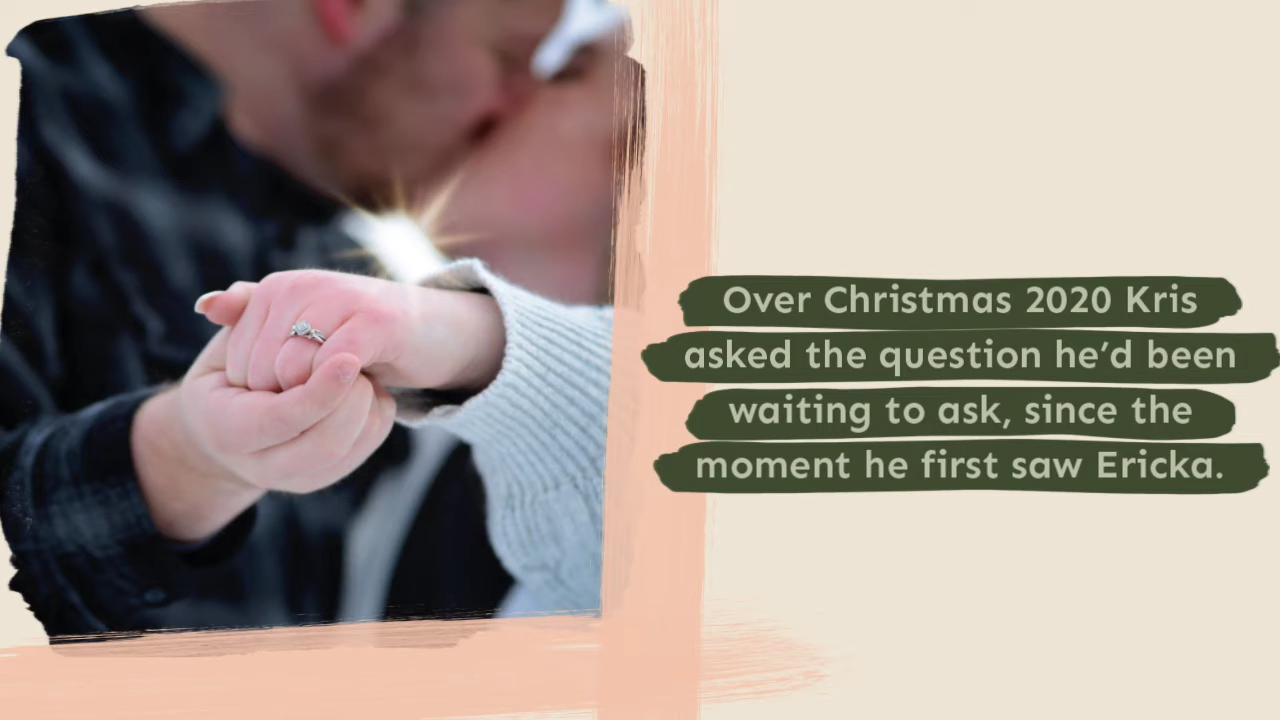 Over Christmas 2020 Kris
asked the question he’d been
waiting to ask, since the
moment he first saw Ericka.